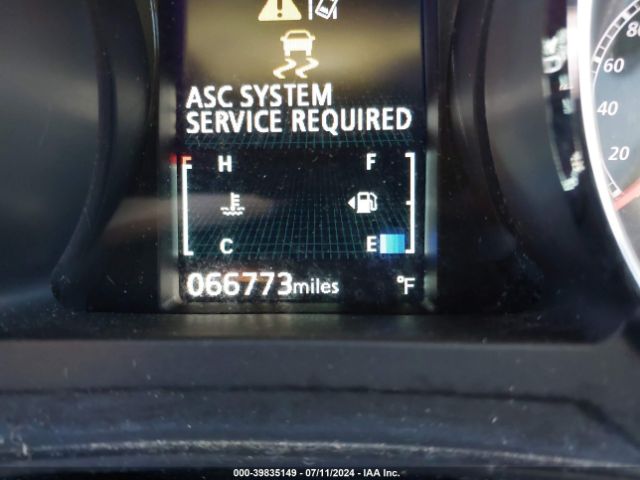 ASC SYSTEM
SERVICE REQUIRED
H F
C E
066773miles °F
80
60
40
20
000-39835149 - 07/11/2024 - IAA Inc.